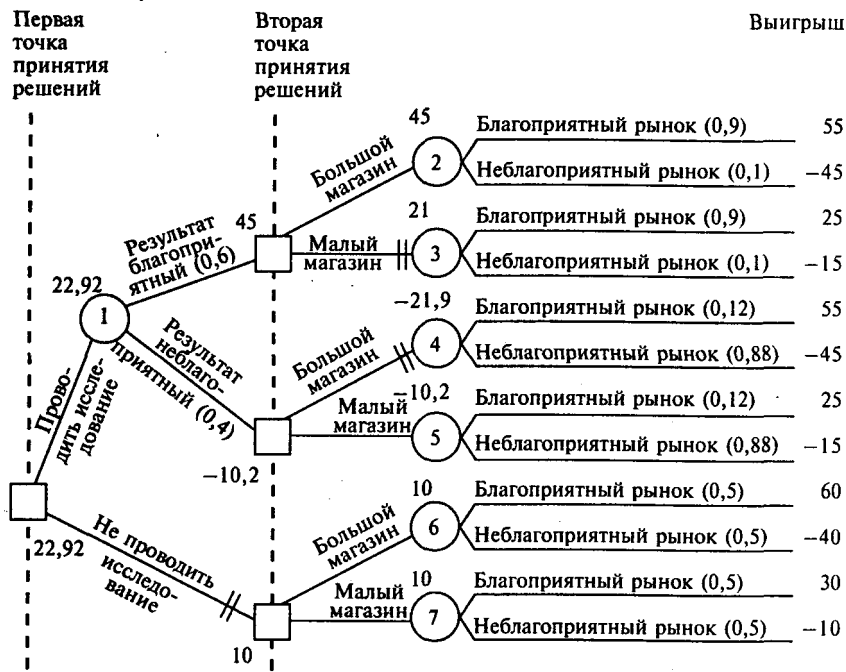 Первая
точка
принятия
решений
Вторая
точка
принятия
решений
Выигрыш
45
Большой
магазин
2
Благоприятный рынок (0,9) 55
Неблагоприятный рынок (0,1) −45
45
Результат
благопри-
ятный (0,6)
21
Малый
магазин
3
Благоприятный рынок (0,9) 25
Неблагоприятный рынок (0,1) −15
22,92
1
−21,9
Большой
магазин
4
Благоприятный рынок (0,12) 55
Неблагоприятный рынок (0,88) −45
Результат
неблаго-
приятный (0,4)
Прово-
дить иссле-
дование
−10,2
Малый
магазин
5
Благоприятный рынок (0,12) 25
Неблагоприятный рынок (0,88) −15
−10,2
22,92
Не проводить
исследо-
вание
10
Большой
магазин
6
Благоприятный рынок (0,5) 60
Неблагоприятный рынок (0,5) −40
10
Малый
магазин
7
Благоприятный рынок (0,5) 30
Неблагоприятный рынок (0,5) −10
10